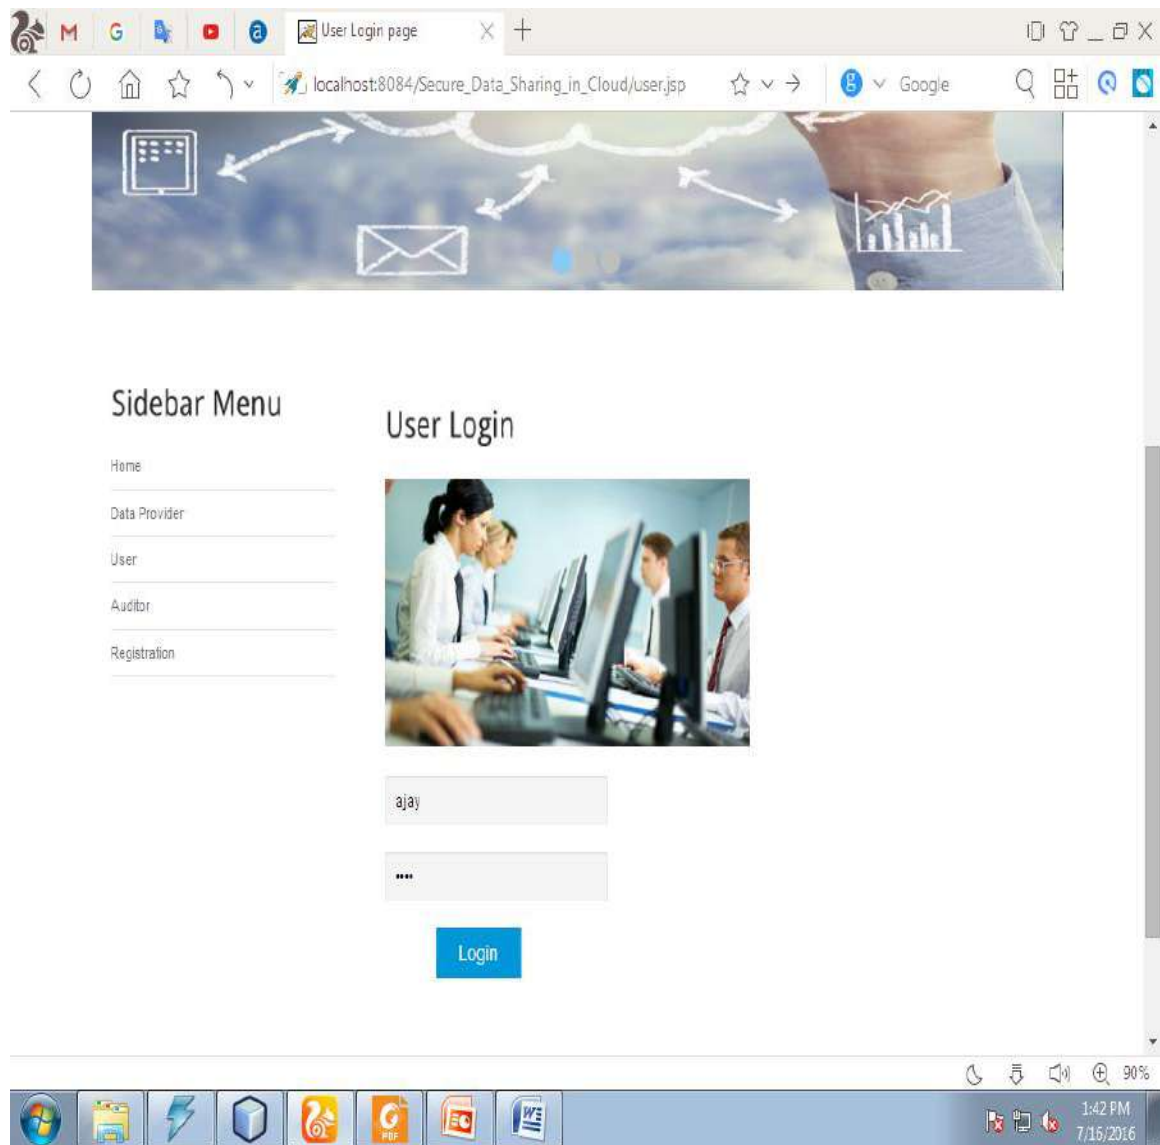 User Login page
localhost:8084/Secure_Data_Sharing_in_Cloud/user.jsp
Google
Sidebar Menu
Home
Data Provider
User
Auditor
Registration
User Login
ajay
••••
Login
90%
PDF
1:42 PM
7/16/2016